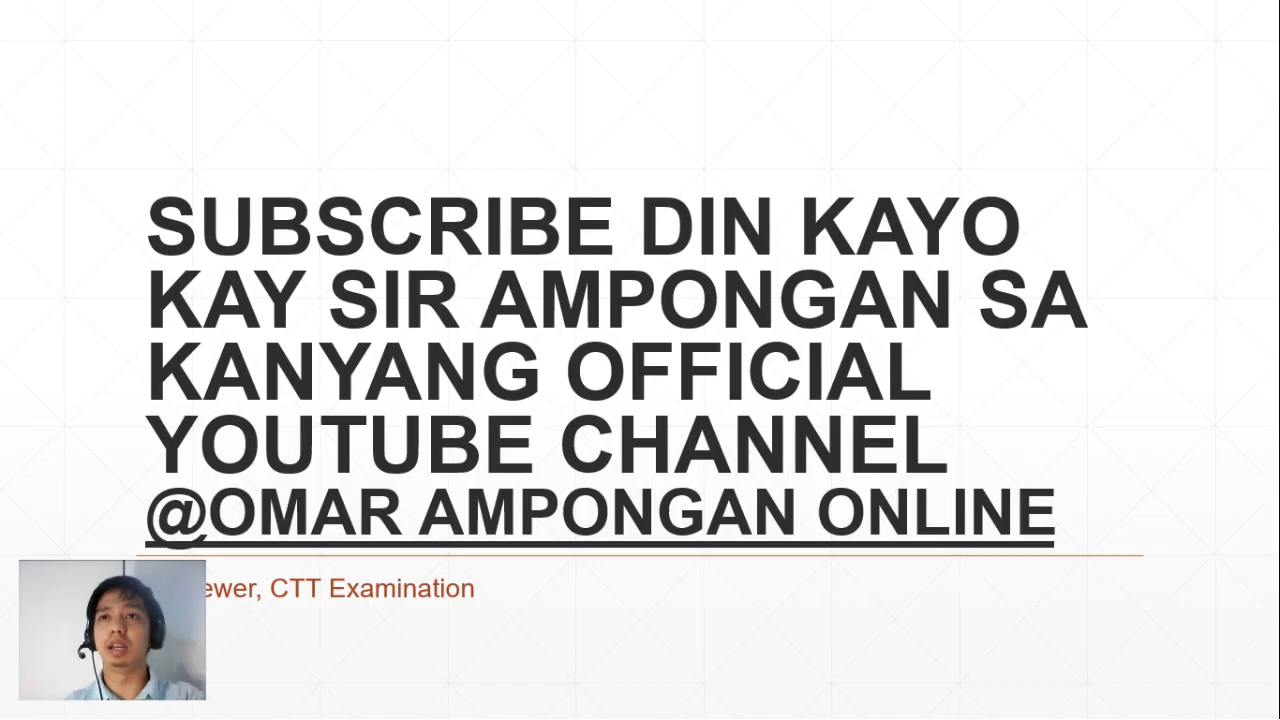 SUBSCRIBE DIN KAYO
KAY SIR AMPONGAN SA
KANYANG OFFICIAL
YOUTUBE CHANNEL
@OMAR AMPONGAN ONLINE
CTT Examination